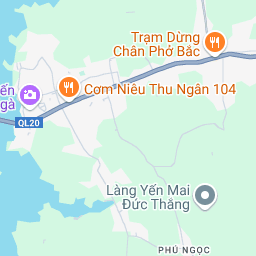 Trạm Dừng
Chân Phở Bắc
Cơm Niêu Thu Ngân 104
ến
gà
QL20
Làng Yến Mai
Đức Thắng
PHÚ NGỌC